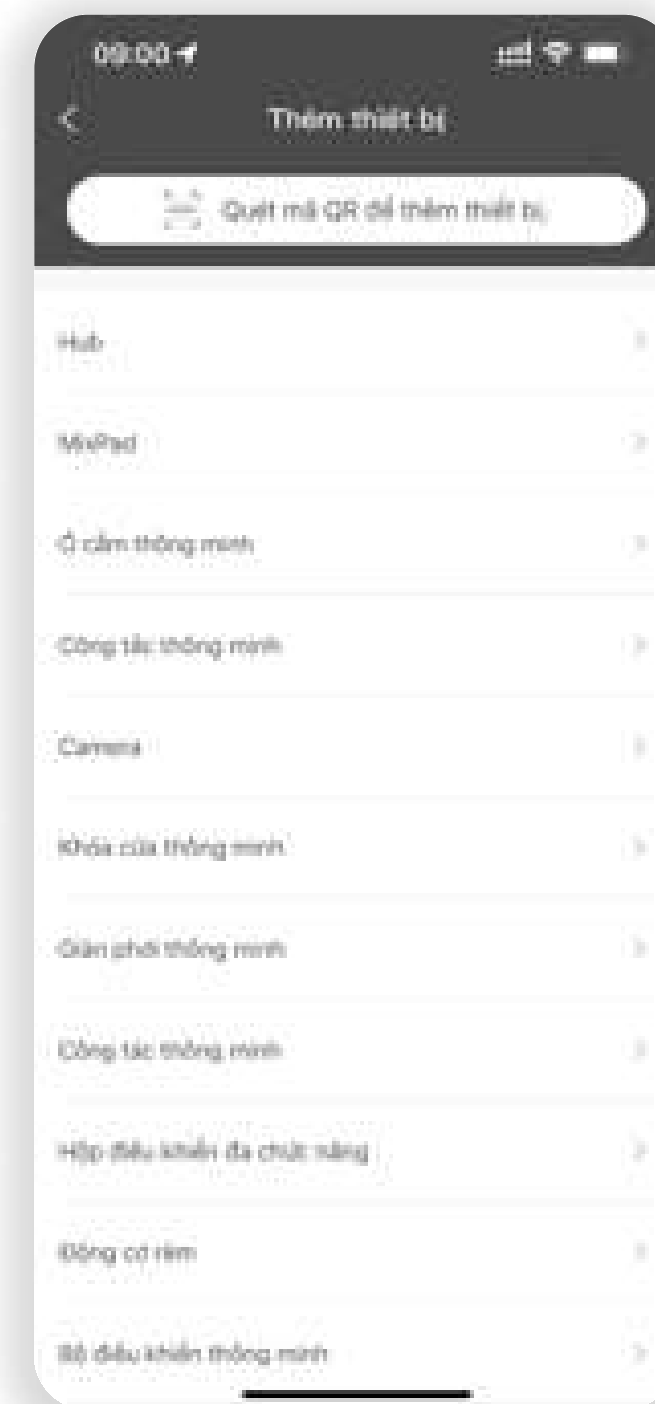 09:00
Thêm thiết bị
Quét mã QR để thêm thiết bị
Hub
MixPad
Ổ cắm thông minh
Công tắc thông minh
Camera
Khóa cửa thông minh
Giàn phơi thông minh
Công tắc thông minh
Hộp điều khiển đa chức năng
Động cơ rèm
Bộ điều khiển thông minh